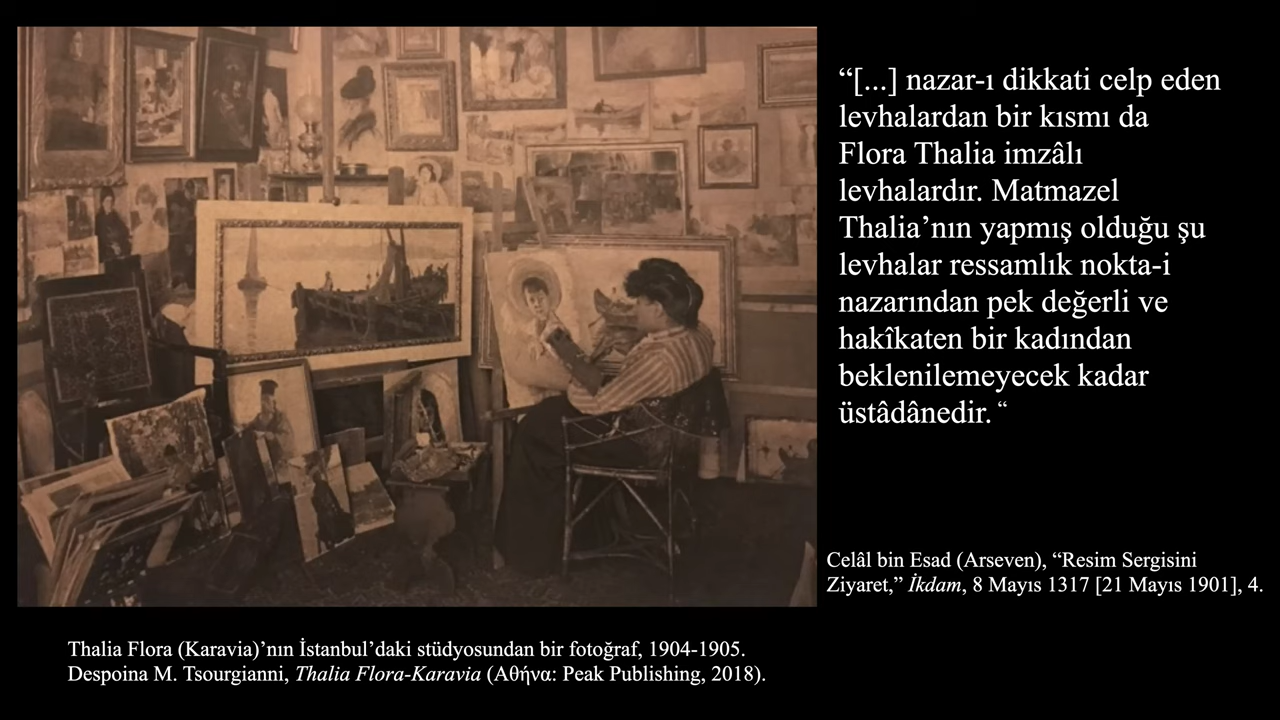 “[...] nazar-ı dikkati celp eden
levhalardan bir kısmı da
Flora Thalia imzâlı
levhalardır. Matmazel
Thalia’nın yapmış olduğu şu
levhalar ressamlık nokta-i
nazarından pek değerli ve
hakîkaten bir kadından
beklenilemeyecek kadar
üstâdânedir. “
Celâl bin Esad (Arseven), “Resim Sergisini
Ziyaret,” İkdam, 8 Mayıs 1317 [21 Mayıs 1901], 4.
Thalia Flora (Karavia)’nın İstanbul’daki stüdyosundan bir fotoğraf, 1904-1905.
Despoina M. Tsourgianni, Thalia Flora-Karavia (Αθήνα: Peak Publishing, 2018).